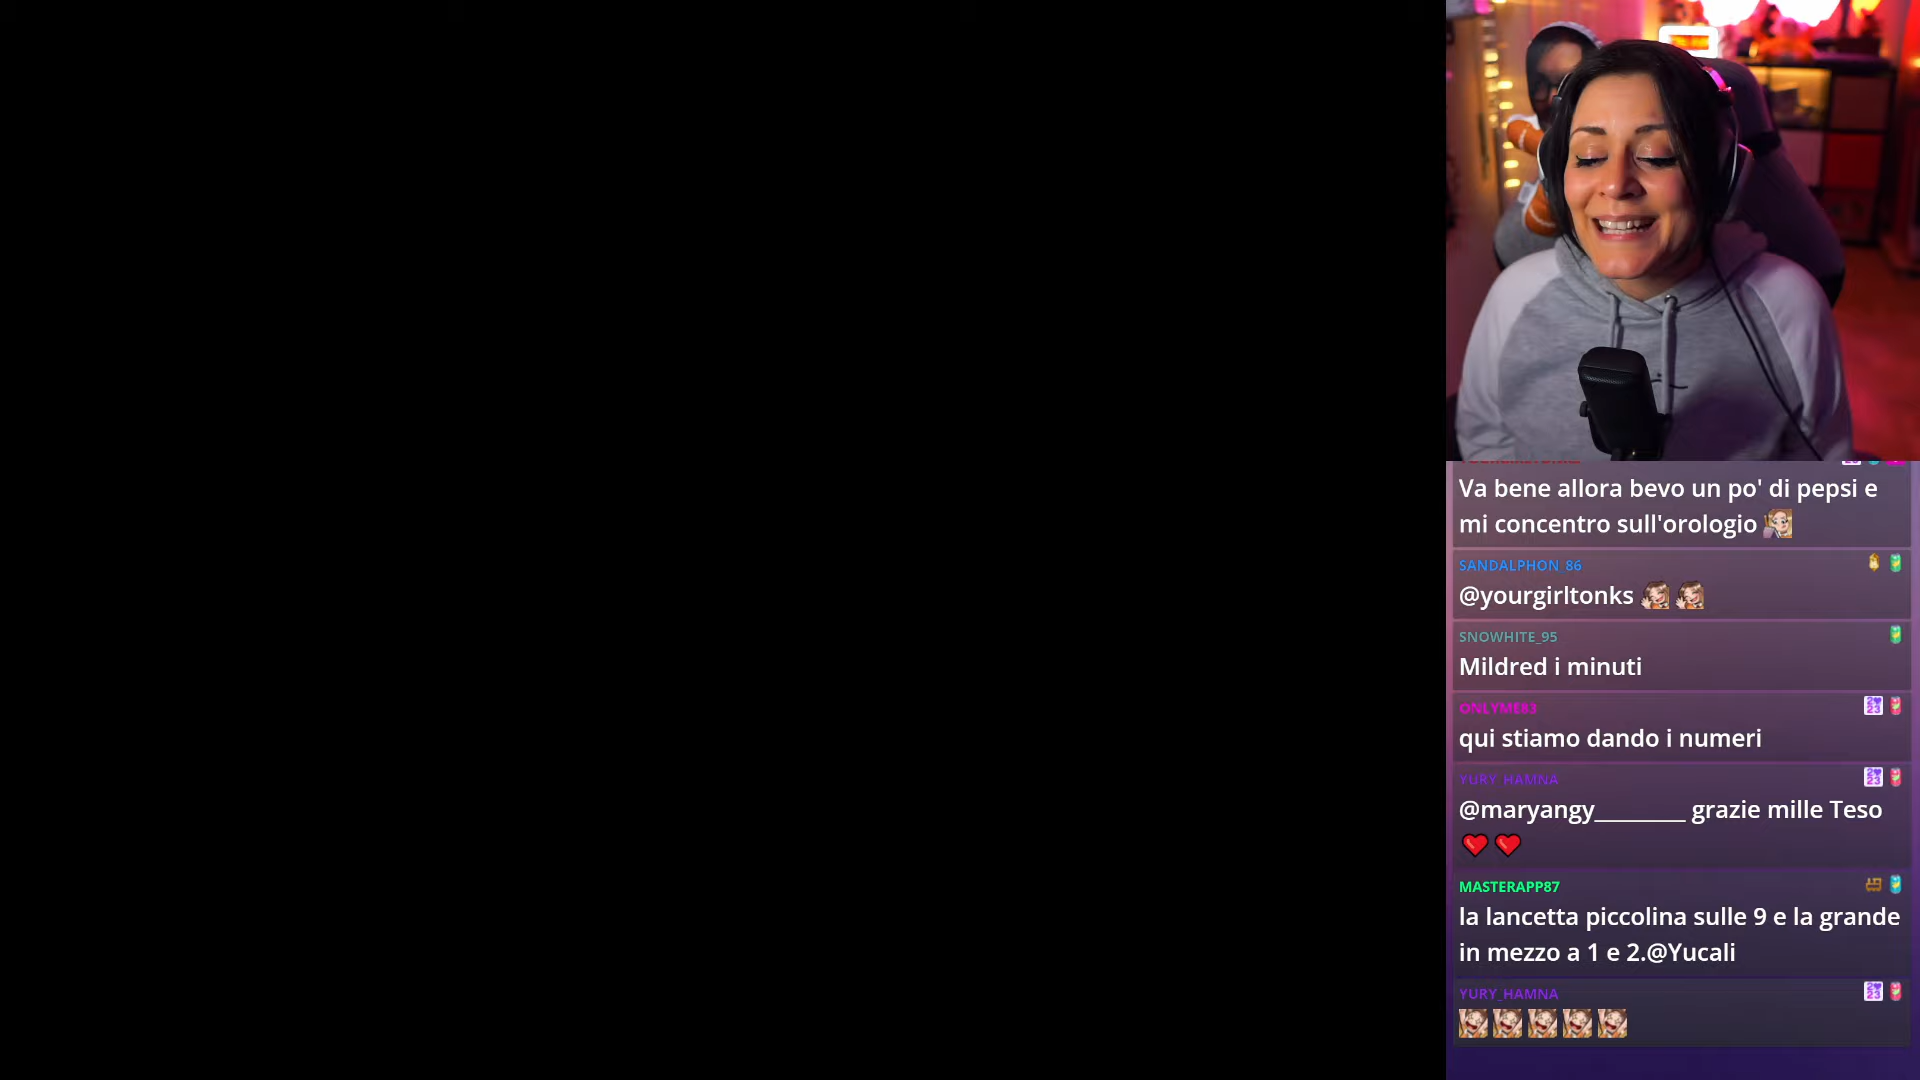 Va bene allora bevo un po' di pepsi e
mi concentro sull'orologio
SANDALPHON_86
@yourgirltonks
SNOWHITE_95
Mildred i minuti
ONLYME83
qui stiamo dando i numeri
YURY_HAMNA
@maryangy________ grazie mille Teso
MASTERAPP87
la lancetta piccolina sulle 9 e la grande
in mezzo a 1 e 2.@Yucali
YURY_HAMNA